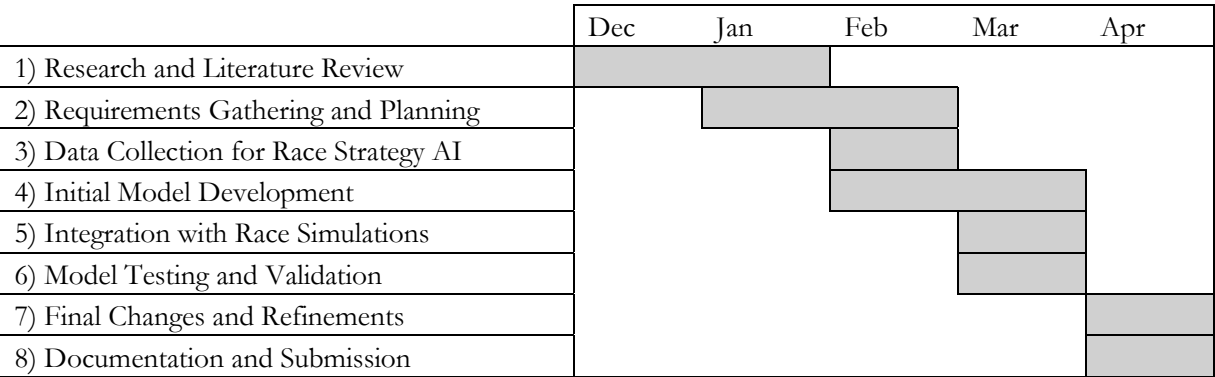 Dec Jan Feb Mar Apr
1) Research and Literature Review
2) Requirements Gathering and Planning
3) Data Collection for Race Strategy AI
4) Initial Model Development
5) Integration with Race Simulations
6) Model Testing and Validation
7) Final Changes and Refinements
8) Documentation and Submission